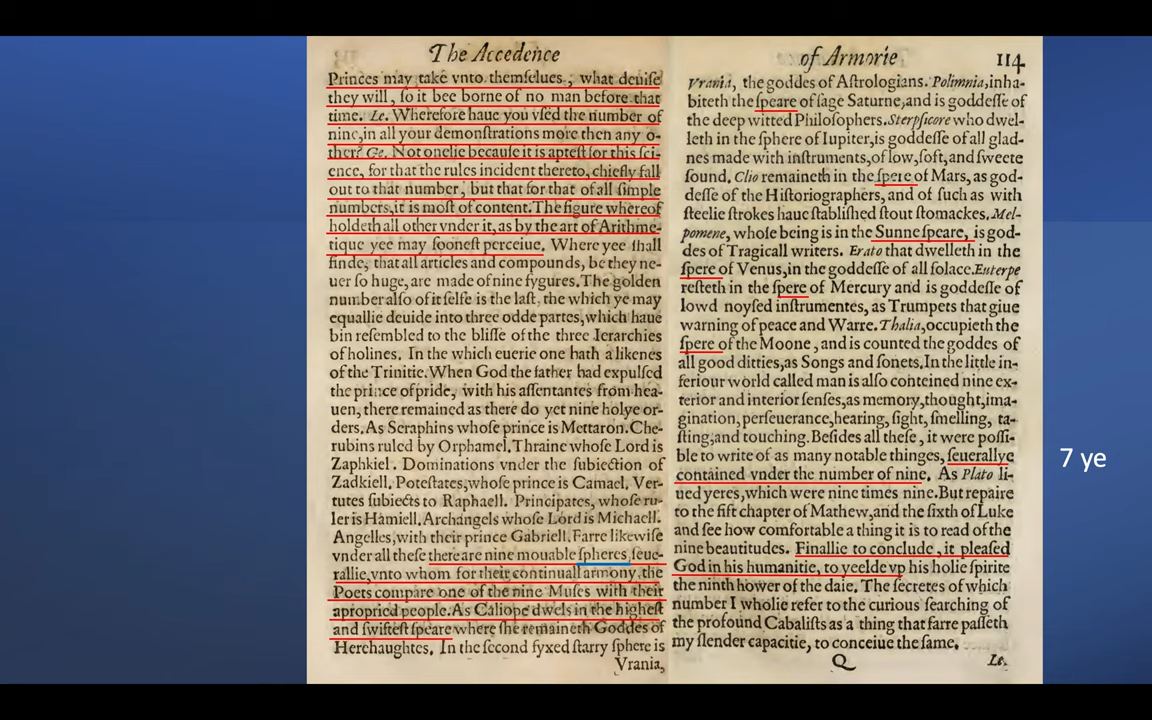 The Accedence
Princes may take vnto themſelues, what deuiſe
they will, ſo it bee borne of no man before that
time. Le. Wherefore haue you vſed the number of
nine, in all your demonſtrations more then any o-
ther? Ge. Not onelie becauſe it is apteſt for this ſci-
ence, for that the rules incident thereto, chiefly fall
out to that number, but that for that of all ſimple
numbers, it is moſt of content. The figure whereof
holdeth all other vnder it, as by the art of Arithme-
tique yee may ſooneſt perceiue. Where yee ſhall
finde, that all articles and compounds, be they ne-
uer ſo huge, are made of nine fygures. The golden
number alſo of it ſelfe is the laſt, the which ye may
equallie deuide into three odde partes, which haue
bin reſembled to the bliſſe of the three Ierarchies
of holines. In the which euerie one hath a likenes
of the Trinitie. When God the father had expulſed
the prince of pride, with his aſſentantes from hea-
uen, there remained as there do yet nine holye or-
ders. As Seraphins whoſe prince is Mettaron. Che-
rubins ruled by Orphamel. Thraine whoſe Lord is
Zaphkiel. Dominations vnder the ſubiection of
Zadkiell. Poteſtates, whoſe prince is Camael. Ver-
tutes ſubiects to Raphaell. Principates, whoſe ru-
ler is Hamiell. Archangels whoſe Lord is Michaell.
Angelles, with their prince Gabriell. Farre likewiſe
vnder all theſe there are nine mouable ſpheres, ſeue-
rallie, vnto whom for their continuall armony, the
Poets compare one of the nine Muſes with their
apropried people. As Caliope dwels in the higheſt
and ſwifteſt ſpeare where ſhe remaineth Goddes of
Herehaughtes. In the ſecond fyxed ſtarry ſphere is
Vrania,
of Armorie 114
Vrania, the goddes of Aſtrologians. Polimnia, inha-
biteth the ſpeare of ſage Saturne, and is goddeſſe of
the deep witted Philoſophers. Sterpſicore who dwel-
leth in the ſphere of Iupiter, is goddeſſe of all glad-
nes made with inſtruments, of low, ſoft, and ſweete
ſound. Clio remaineth in the ſpere of Mars, as god-
deſſe of the Hiſtoriographers, and of ſuch as with
ſteelie ſtrokes haue ſtabliſhed ſtout ſtomackes. Mel-
pomene, whoſe being is in the Sunne ſpeare, is god-
des of Tragicall writers. Erato that dwelleth in the
ſpere of Venus, in the goddeſſe of all ſolace. Euterpe
reſteth in the ſpere of Mercury and is goddeſſe of
lowd noyſed inſtrumentes, as Trumpets that giue
warning of peace and Warre. Thalia, occupieth the
ſpere of the Moone, and is counted the goddes of
all good ditties, as Songs and ſonets. In the little in-
feriour world called man is alſo conteined nine ex-
terior and interior ſenſes, as memory, thought, ima-
gination, perſeuerance, hearing, ſight, ſmelling, ta-
ſting, and touching. Beſides all theſe, it were poſſi-
ble to write of as many notable thinges, ſeuerallye
contained vnder the number of nine. As Plato li-
ued yeres, which were nine times nine. But repaire
to the fift chapter of Mathew, and the ſixth of Luke
and ſee how comfortable a thing it is to read of the
nine beautitudes. Finallie to conclude, it pleaſed
God in his humanitie, to yeelde vp his holie ſpirite
the ninth hower of the daie. The ſecretes of which
number I wholie refer to the curious ſearching of
the profound Cabaliſts as a thing that farre paſſeth
my ſlender capacitie, to conceiue the ſame.
Q Le.
7 ye